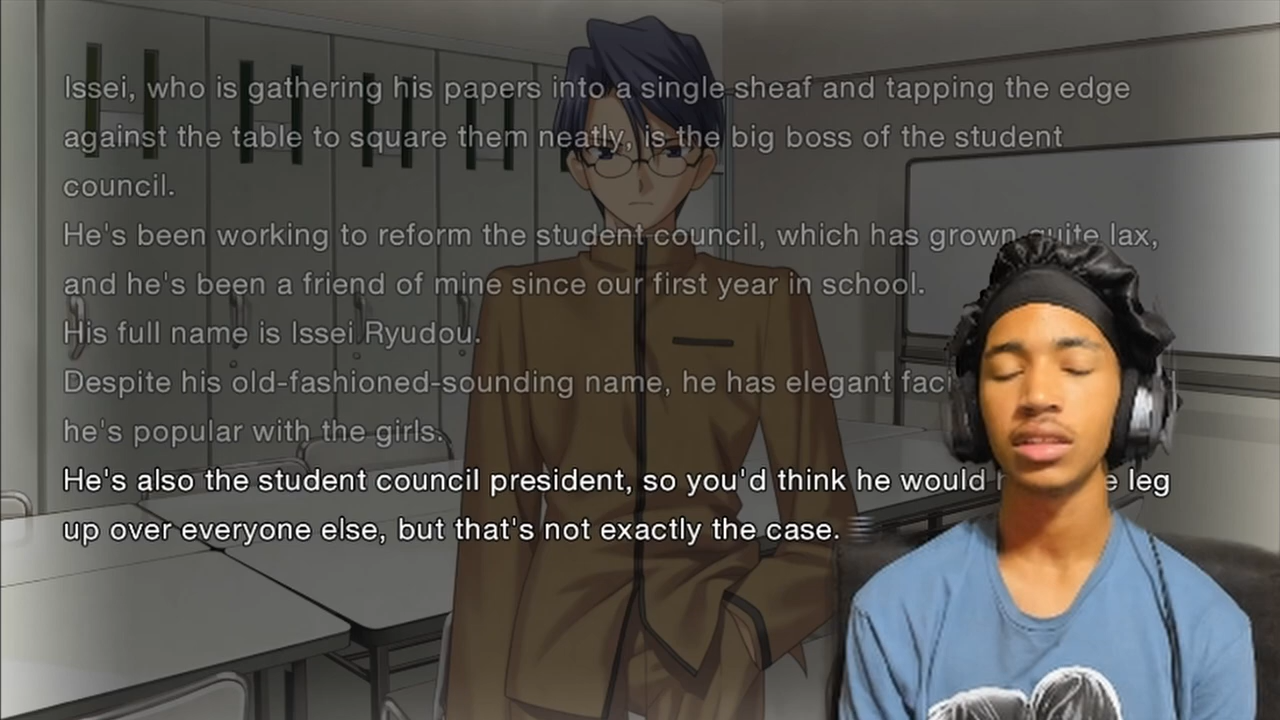 Issei, who is gathering his papers into a single sheaf and tapping the edge
against the table to square them neatly, is the big boss of the student
council.
He's been working to reform the student council, which has grown quite lax,
and he's been a friend of mine since our first year in school.
His full name is Issei Ryudou.
Despite his old-fashioned-sounding name, he has elegant
he's popular with the girls.
He's also the student council president, so you'd think he would leg
up over everyone else, but that's not exactly the case.